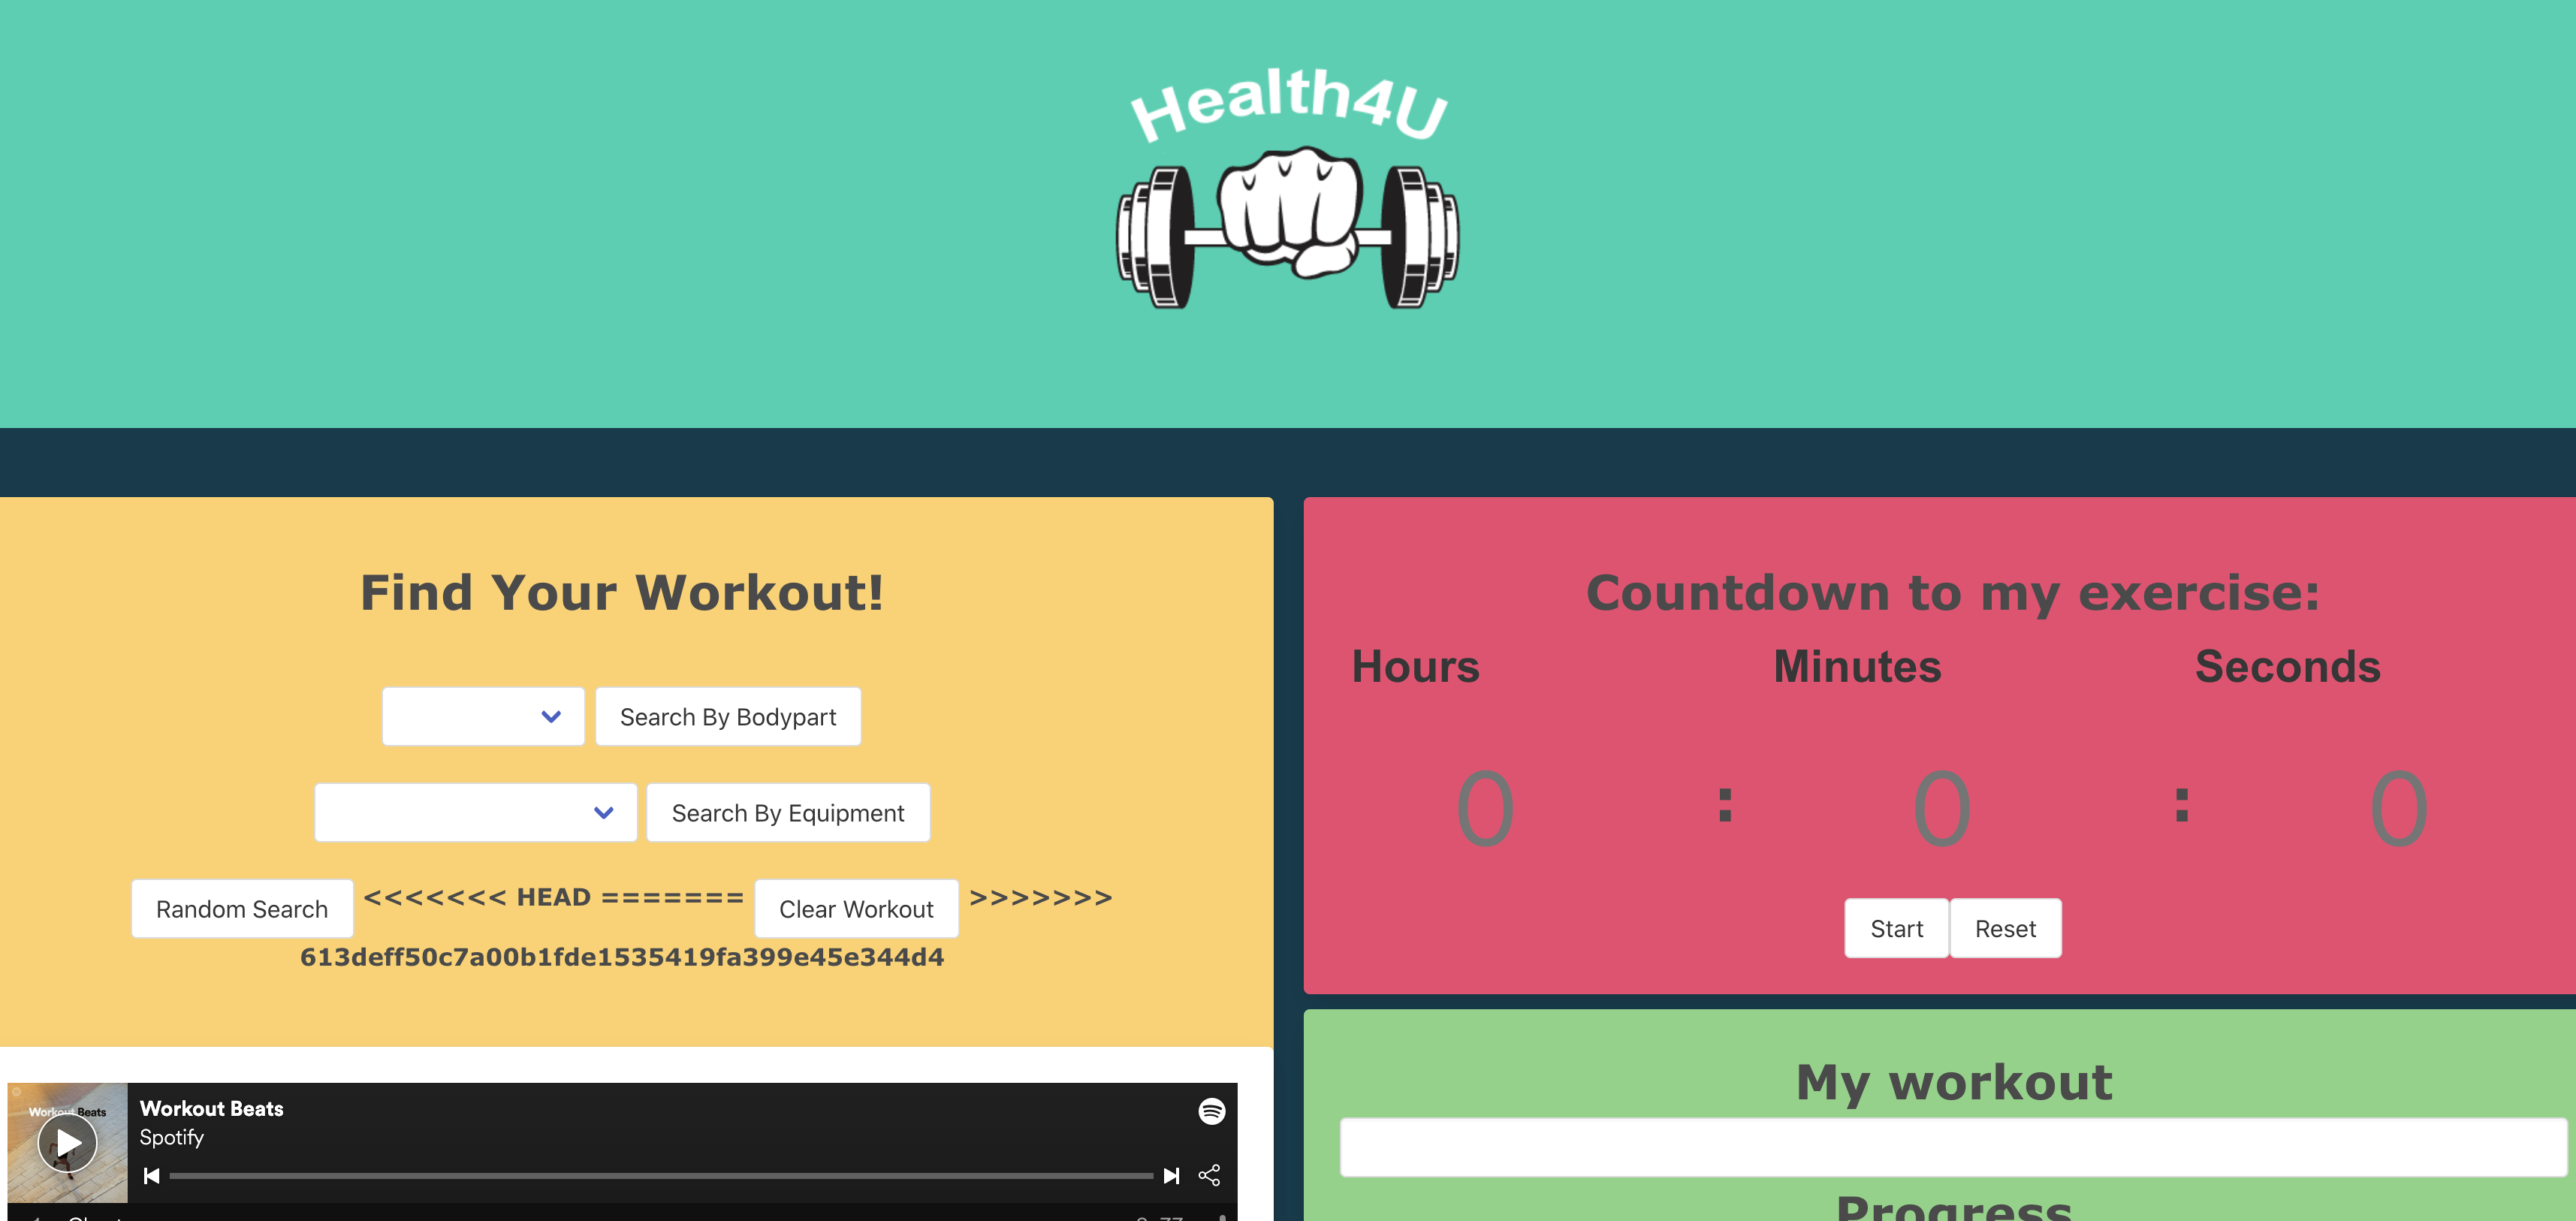 Health4U
Find Your Workout!
Search By Bodypart
Search By Equipment
Random Search <<<<<<< HEAD ======= Clear Workout >>>>>>>
613deff50c7a00b1fde1535419fa399e45e344d4
Workout Beats
Workout Beats
Spotify
Countdown to my exercise:
Hours Minutes Seconds
0 : 0 : 0
Start Reset
My workout
Progress